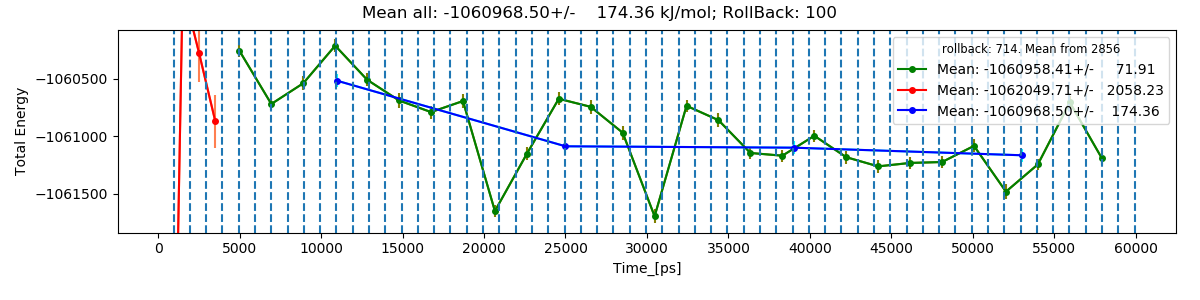 Mean all: -1060968.50+/-    174.36 kJ/mol; RollBack: 100
rollback: 714. Mean from 2856
Mean: -1060958.41+/-    71.91
Mean: -1062049.71+/-   2058.23
Mean: -1060968.50+/-    174.36
Total Energy
−1060500
−1061000
−1061500
0 5000 10000 15000 20000 25000 30000 35000 40000 45000 50000 55000 60000
Time_[ps]